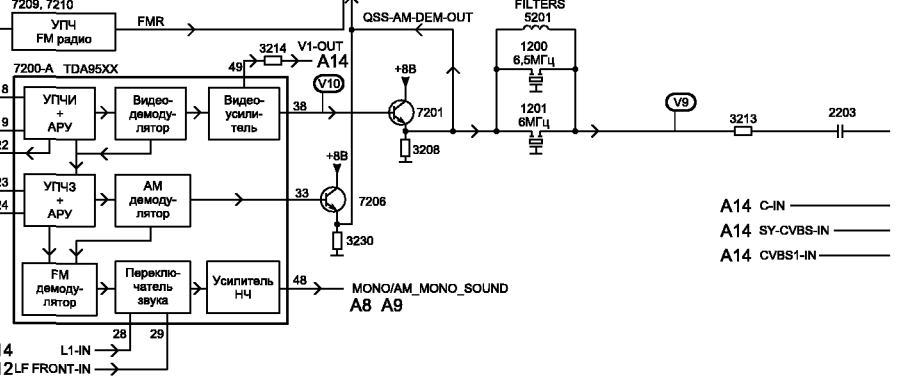 7209, 7210
УПЧ
FM радио
FMR
QSS-AM-DEM-OUT
FILTERS
5201
1200
6,5МГц
1201
6МГц
7200-A TDA95XX
49
3214
V1-OUT
A14
V10
+8В
8
9
22
УПЧИ
+
АРУ
Видео-
демоду-
лятор
Видео-
усили-
тель
38
7201
3208
V9
3213
2203
23
24
УПЧЗ
+
АРУ
АМ
демоду-
лятор
33
+8В
7206
3230
A14 C-IN
A14 SY-CVBS-IN
A14 CVBS1-IN
FM
демоду-
лятор
Переклю-
чатель
звука
Усилитель
НЧ
48
MONO/AM_MONO_SOUND
A8 A9
28
29
14 L1-IN
12 LF FRONT-IN